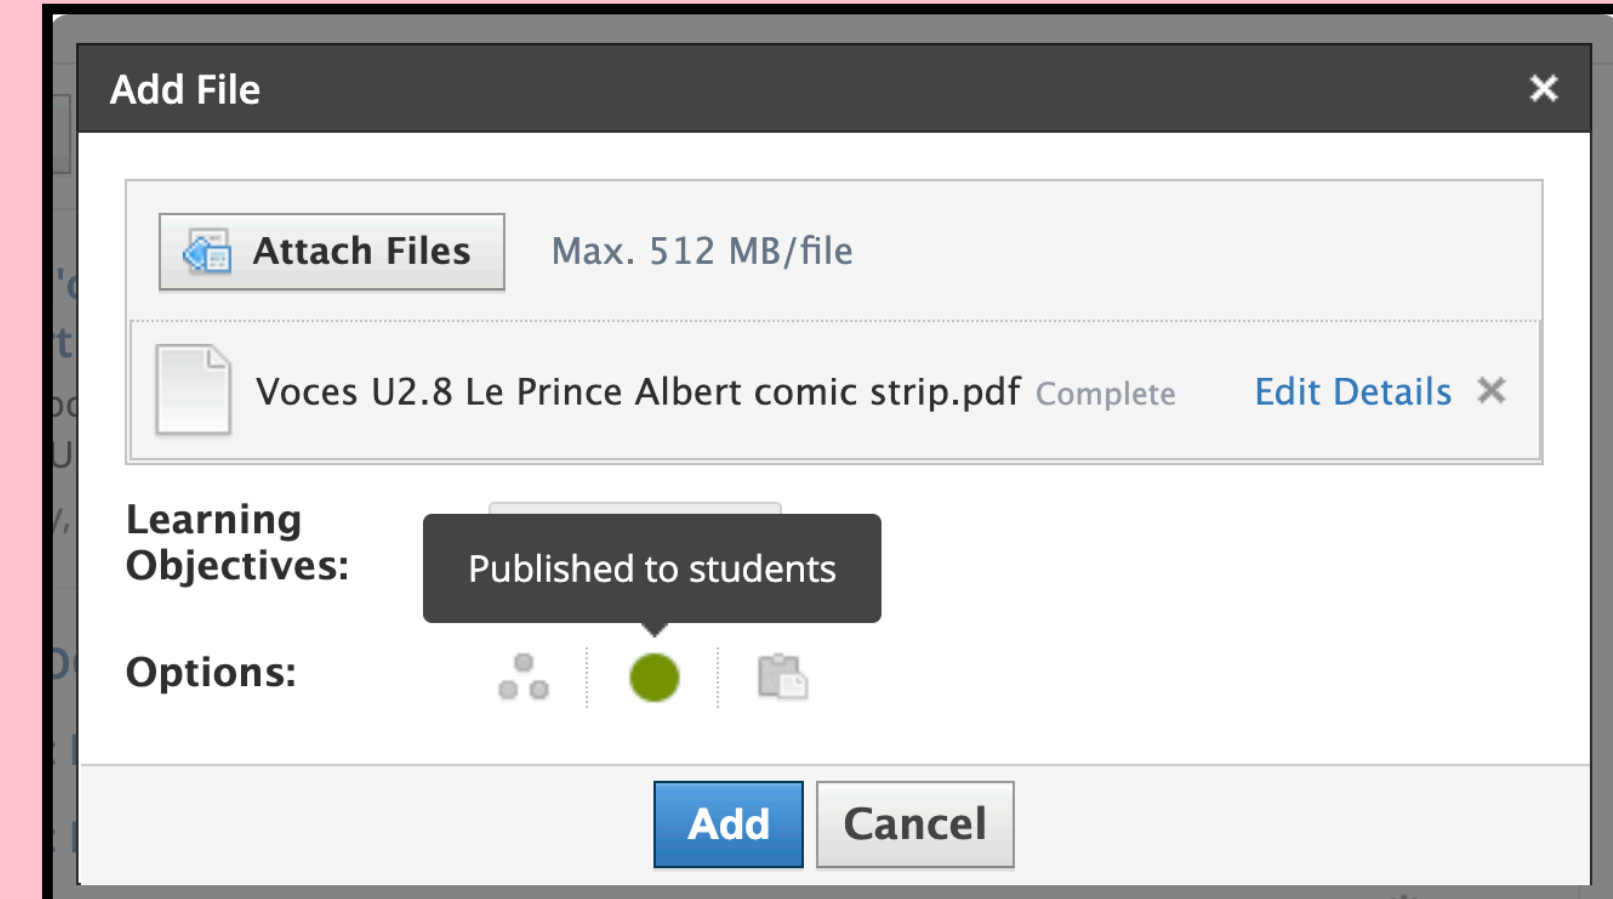 Add File
Attach Files Max. 512 MB/file
Voces U2.8 Le Prince Albert comic strip.pdf Complete Edit Details
Learning
Objectives:
Published to students
Options:
Add Cancel